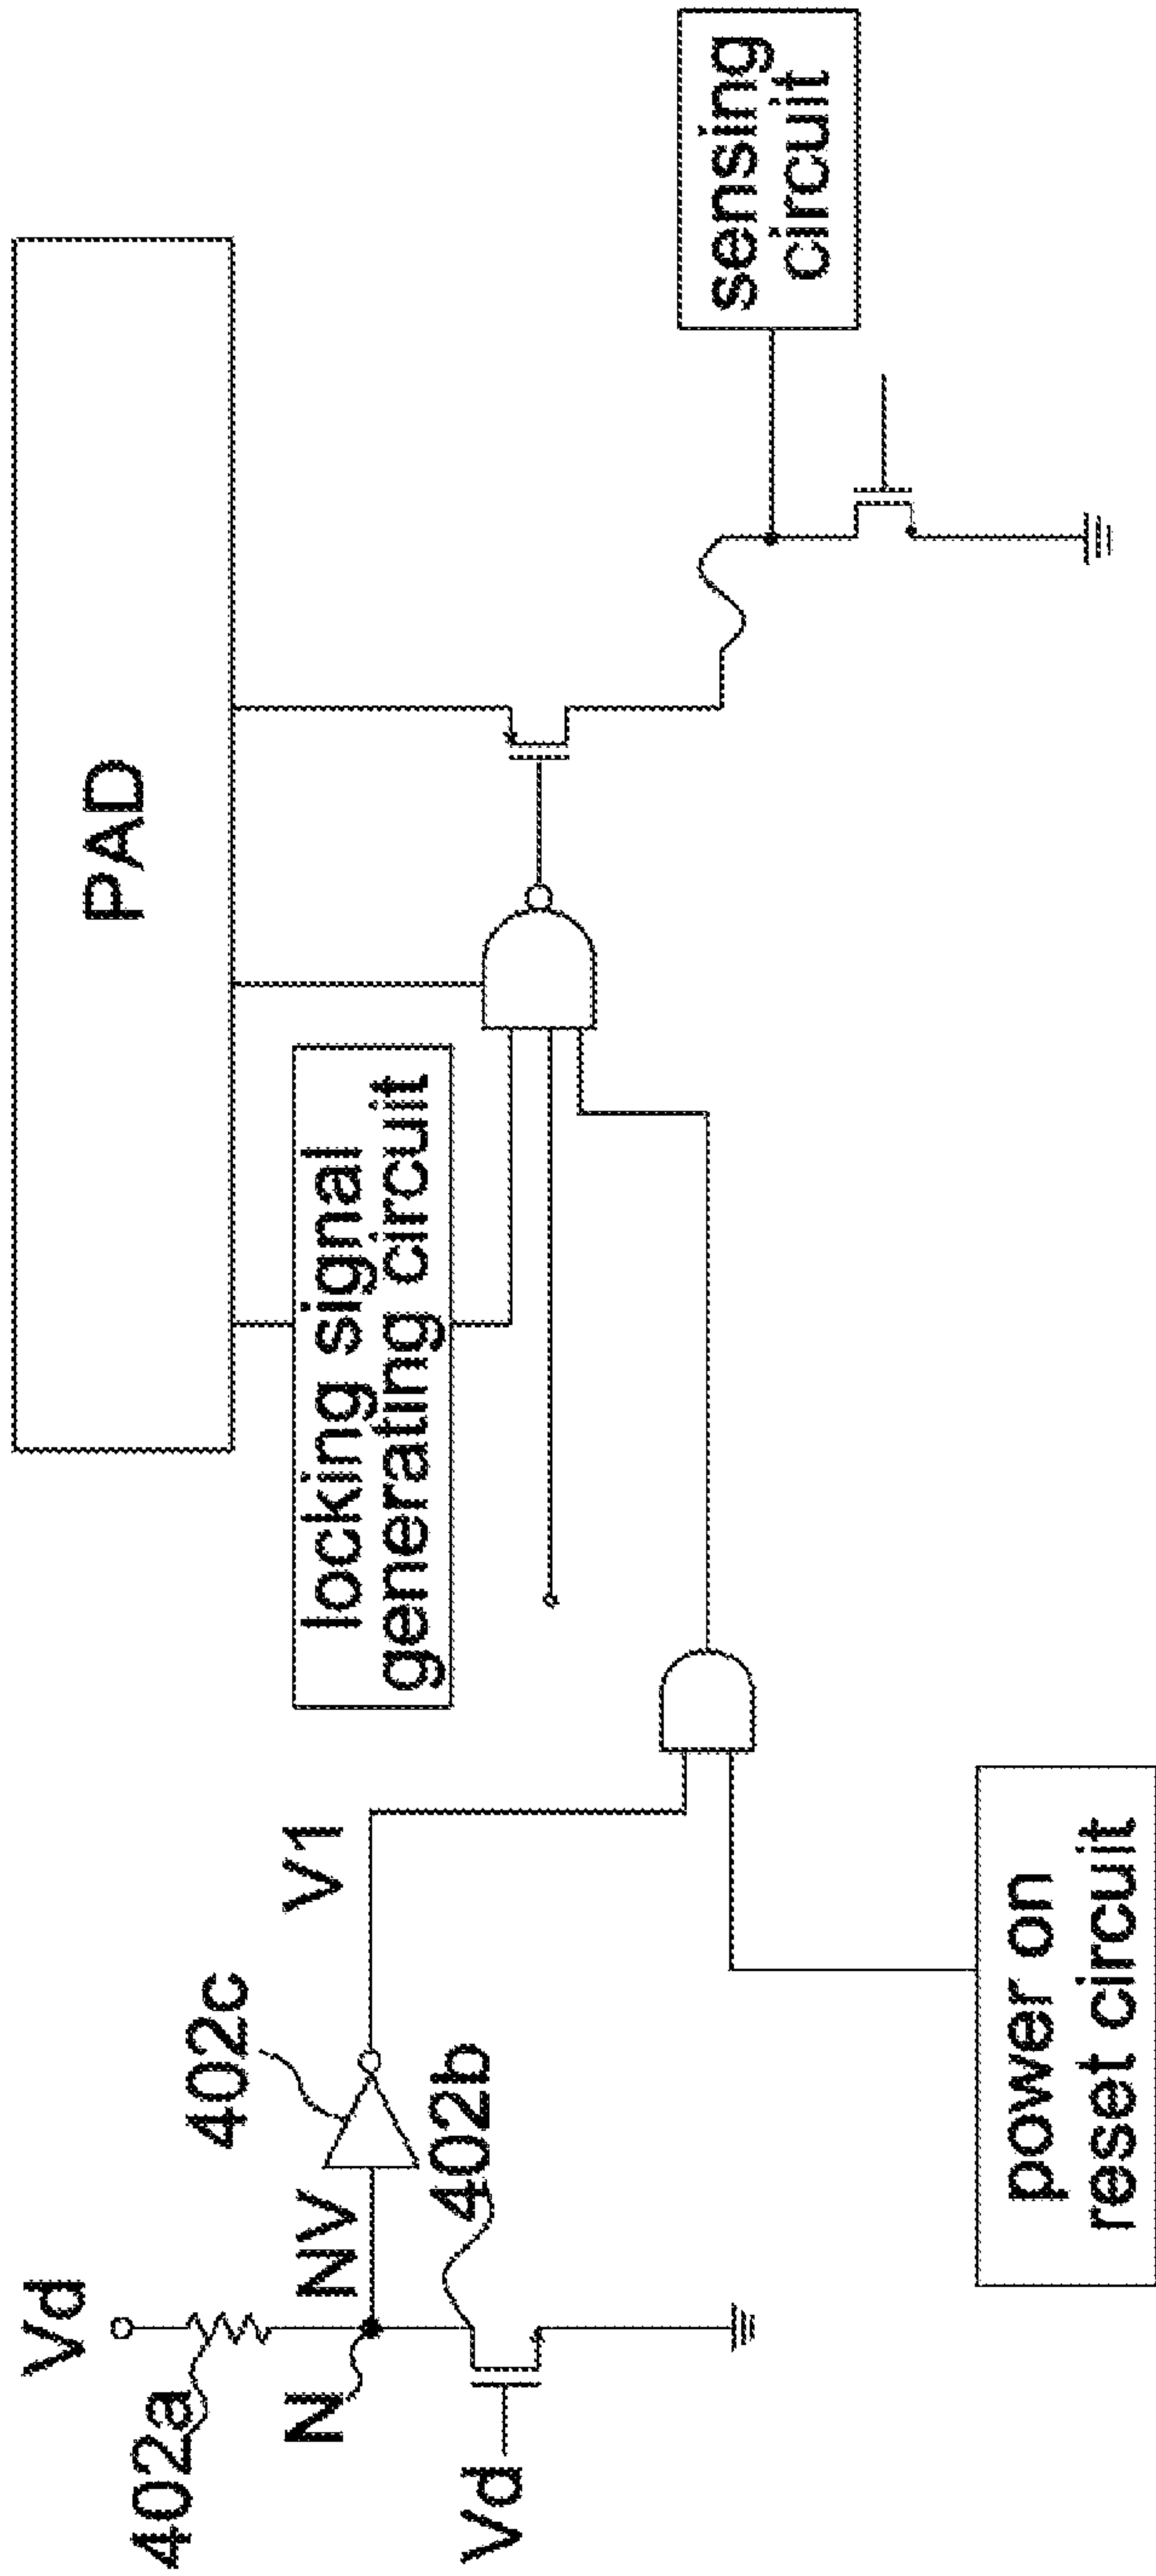 PAD
locking signal
generating circuit
sensing
circuit
V1
402c
Vd
402a
NV
N
402b
Vd
power on
reset circuit